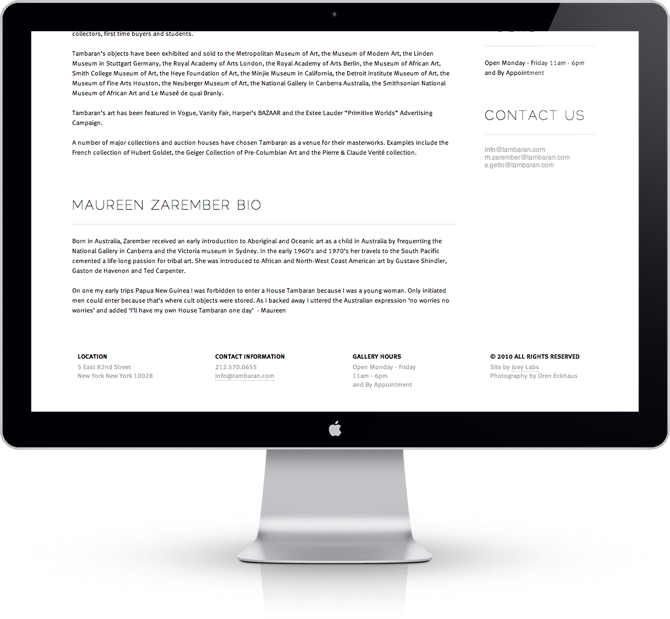 collectors, first time buyers and students.
Tambaran's objects have been exhibited and sold to the Metropolitan Museum of Art, the Museum of Modern Art, the Linden
Museum in Stuttgart Germany, the Royal Academy of Arts London, the Royal Academy of Arts Berlin, the Museum of African Art,
Smith College Museum of Art, the Heye Foundation of Art, the Minjie Museum in California, the Detroit Institute Museum of Art, the
Museum of Fine Arts Houston, the Neuberger Museum of Art, the National Gallery in Canberra Australia, the Smithsonian National
Museum of African Art and Le Museē de quai Branly.
Tambaran's art has been featured in Vogue, Vanity Fair, Harper's BAZAAR and the Estee Lauder "Primitive Worlds" Advertising
Campaign.
A number of major collections and auction houses have chosen Tambaran as a venue for their masterworks. Examples include the
French collection of Hubert Goldet, the Geiger Collection of Pre-Columbian Art and the Pierre & Claude Verité collection.
MAUREEN ZAREMBER BIO
Born in Australia, Zarember received an early introduction to Aboriginal and Oceanic art as a child in Australia by frequenting the
National Gallery in Canberra and the Victoria museum in Sydney. In the early 1960's and 1970's her travels to the South Pacific
cemented a life-long passion for tribal art. She was introduced to African and North-West Coast American art by Gustave Shindler,
Gaston de Havenon and Ted Carpenter.
On one my early trips Papua New Guinea I was forbidden to enter a House Tambaran because I was a young woman. Only initiated
men could enter because that's where cult objects were stored. As I backed away I uttered the Australian expression 'no worries no
worries' and added 'I'll have my own House Tambaran one day' - Maureen
Open Monday - Friday 11am - 6pm
and By Appointment
CONTACT US
info@tambaran.com
m.zarember@tambaran.com
a.getto@tambaran.com
LOCATION
5 East 82nd Street
New York New York 10028
CONTACT INFORMATION
212.570.0655
info@tambaran.com
GALLERY HOURS
Open Monday - Friday
11am - 6pm
and By Appointment
© 2010 ALL RIGHTS RESERVED
Site by Joey Labs
Photography by Oren Eckhaus